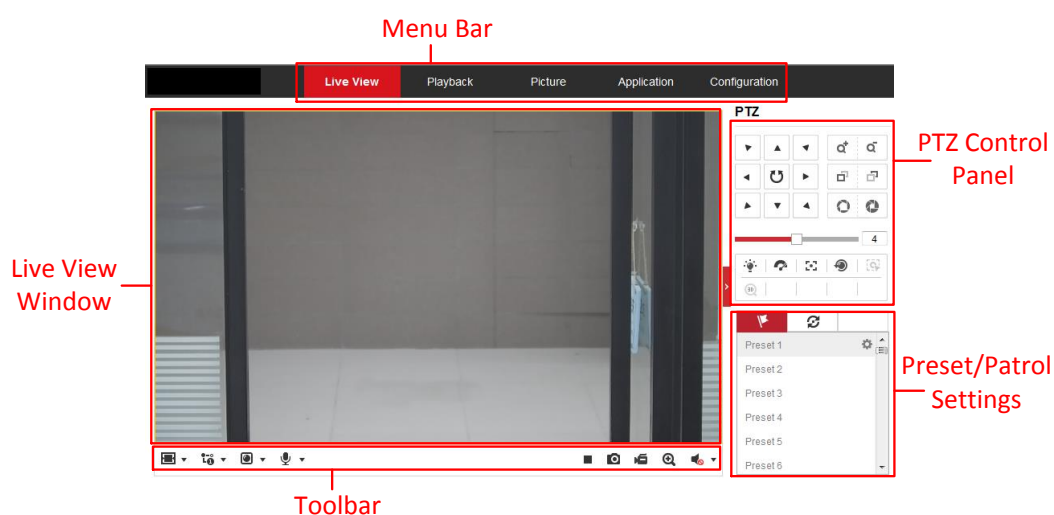 Menu Bar
Live View Playback Picture Application Configuration
PTZ
PTZ Control
Panel
4
Live View
Window
Preset 1
Preset 2
Preset 3
Preset 4
Preset 5
Preset 6
Preset/Patrol
Settings
Toolbar